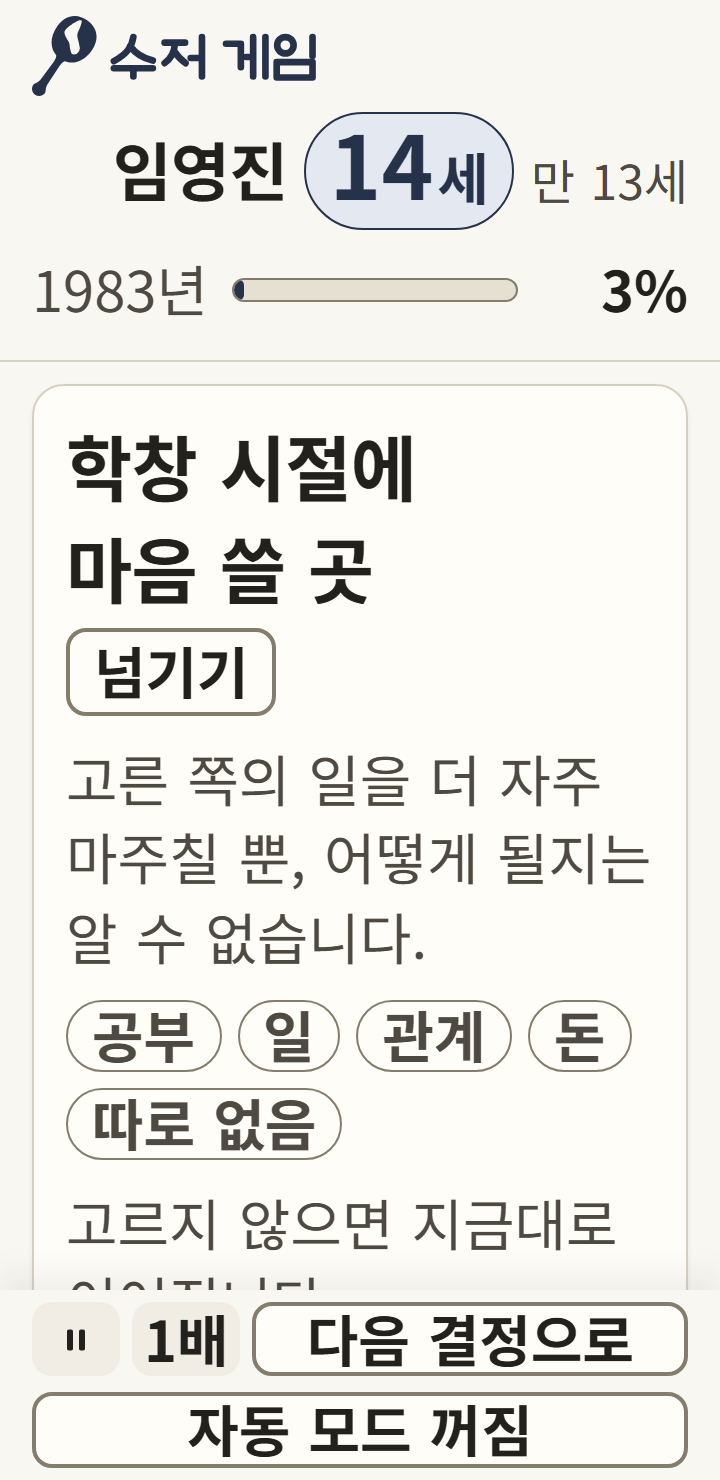 수저 게임
임영진 14세 만 13세
1983년 3%
학창 시절에
마음 쓸 곳
넘기기
고른 쪽의 일을 더 자주
마주칠 뿐, 어떻게 될지는
알 수 없습니다.
공부 일 관계 돈
따로 없음
고르지 않으면 지금대로
1배 다음 결정으로
자동 모드 꺼짐